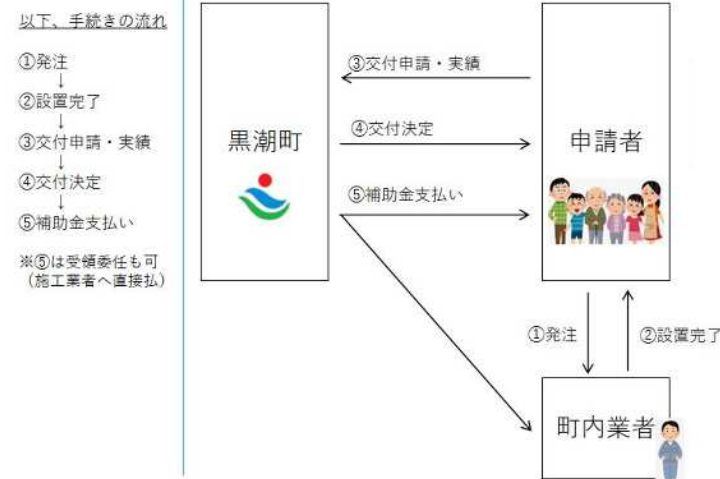 以下、手続きの流れ
①発注
↓
②設置完了
↓
③交付申請・実績
↓
④交付決定
↓
⑤補助金支払い
※⑤は受領委任も可
（施工業者へ直接払）
黒潮町
③交付申請・実績
④交付決定
⑤補助金支払い
申請者
①発注
②設置完了
町内業者